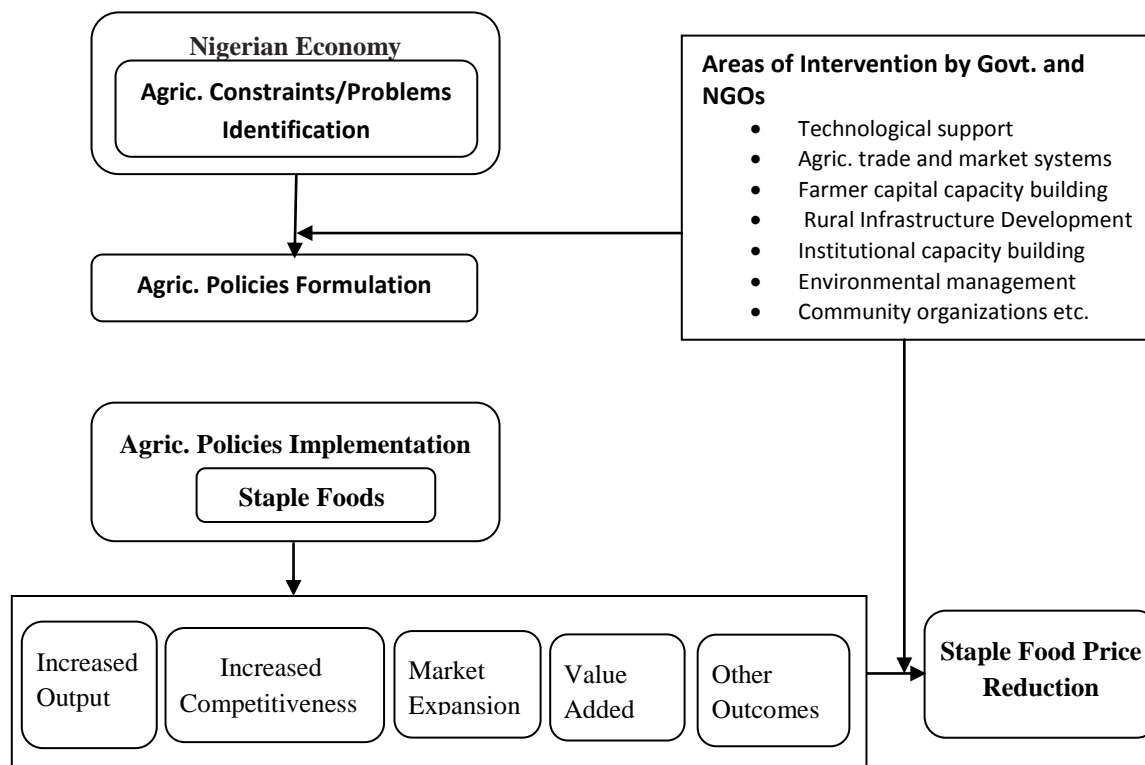 Nigerian Economy
Agric. Constraints/Problems
Identification
Areas of Intervention by Govt. and
NGOs
• Technological support
• Agric. trade and market systems
• Farmer capital capacity building
• Rural Infrastructure Development
• Institutional capacity building
• Environmental management
• Community organizations etc.
Agric. Policies Formulation
Agric. Policies Implementation
Staple Foods
Increased
Output
Increased
Competitiveness
Market
Expansion
Value
Added
Other
Outcomes
Staple Food Price
Reduction